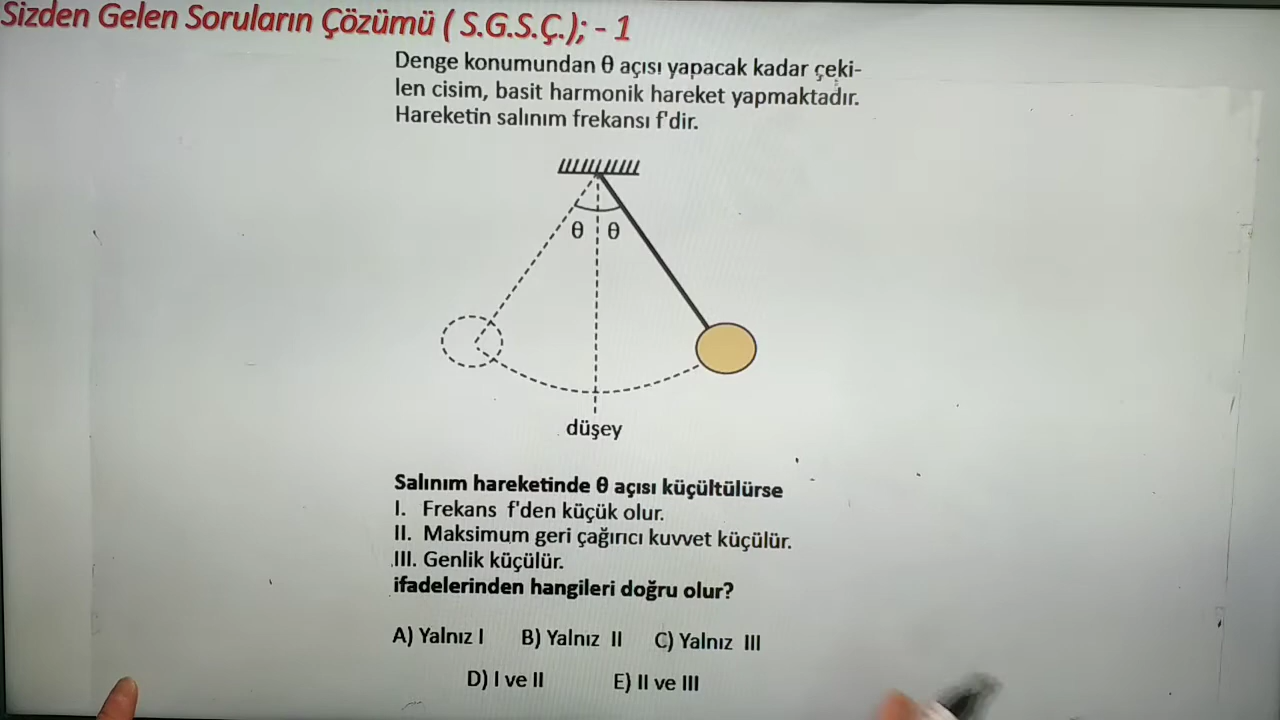 Sizden Gelen Soruların Çözümü ( S.G.S.Ç.); - 1
Denge konumundan θ açısı yapacak kadar çeki-
len cisim, basit harmonik hareket yapmaktadır.
Hareketin salınım frekansı f'dir.
θ θ
düşey
Salınım hareketinde θ açısı küçültülürse
I. Frekans f'den küçük olur.
II. Maksimum geri çağırıcı kuvvet küçülür.
III. Genlik küçülür.
ifadelerinden hangileri doğru olur?
A) Yalnız I B) Yalnız II C) Yalnız III
D) I ve II E) II ve III